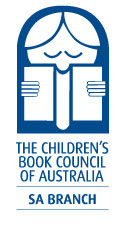 THE CHILDREN'S
BOOK COUNCIL
OF AUSTRALIA
SA BRANCH